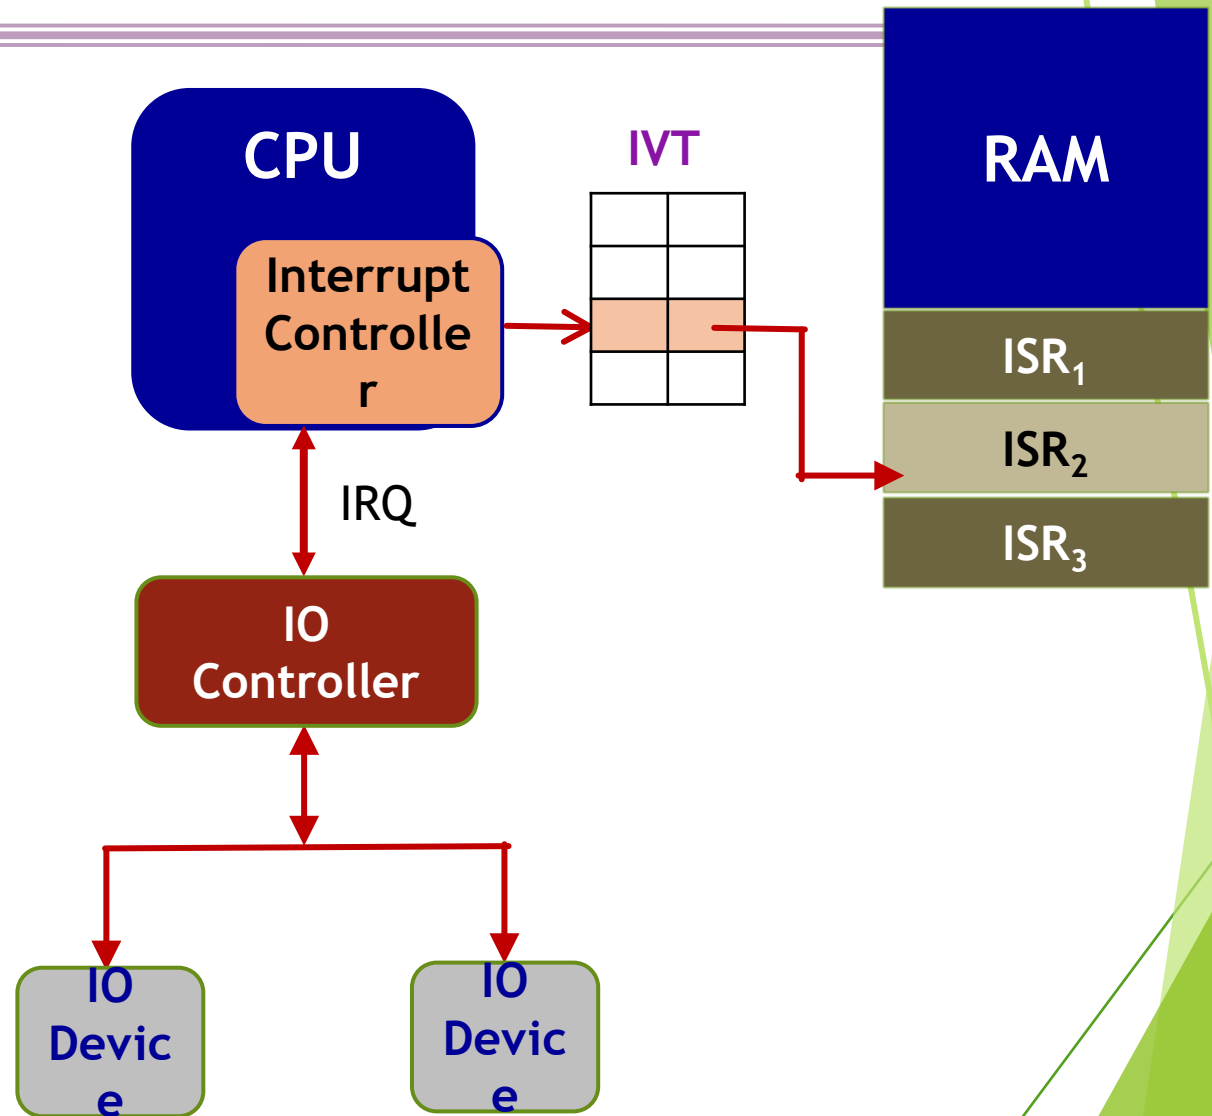 CPU
IVT
RAM
Interrupt
Controlle
r
ISR1
ISR2
ISR3
IRQ
IO
Controller
IO
Devic
e
IO
Devic
e